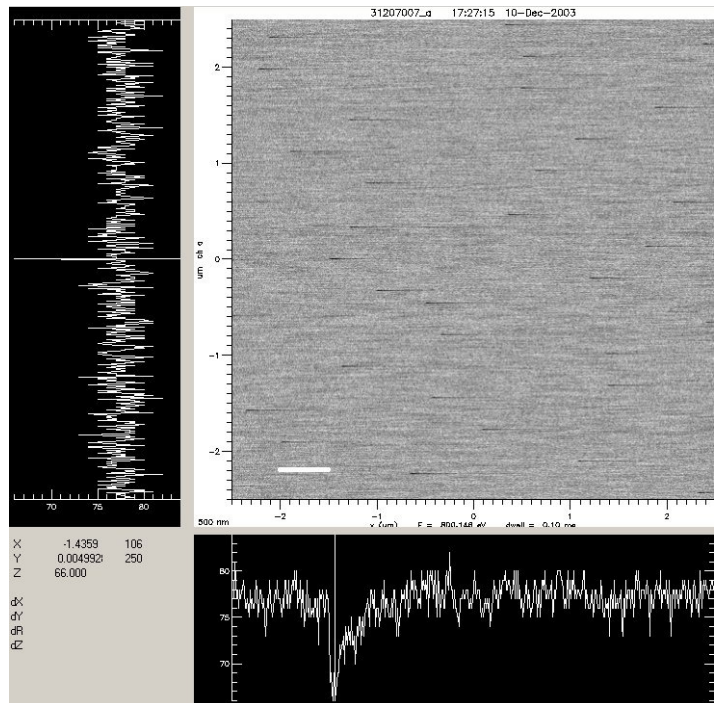 31207007_a 17:27:15 10-Dec-2003
2
1
0
-1
-2
um
70 75 80
500 nm
-2 -1 0 1 2
x (um) E = 800.146 eV dwell = 0.10 ms
X -1.4359 106
Y 0.004992 250
Z 66.000
dX
dY
dR
dZ
80
75
70